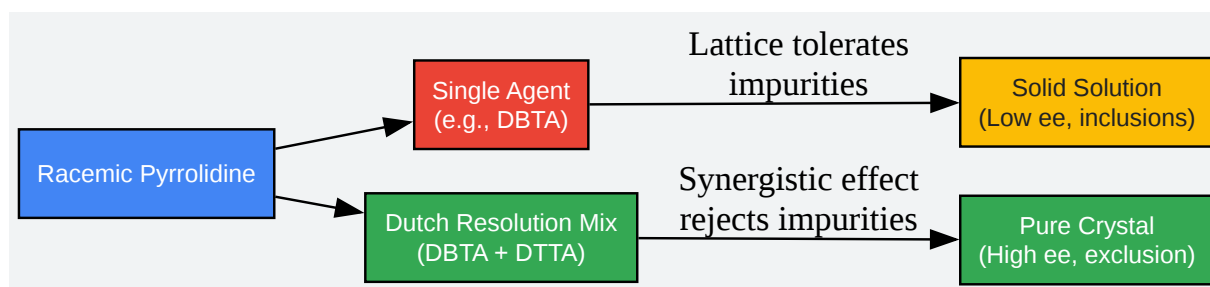 Racemic Pyrrolidine
Single Agent
(e.g., DBTA)
Lattice tolerates
impurities
Solid Solution
(Low ee, inclusions)
Dutch Resolution Mix
(DBTA + DTTA)
Synergistic effect
rejects impurities
Pure Crystal
(High ee, exclusion)